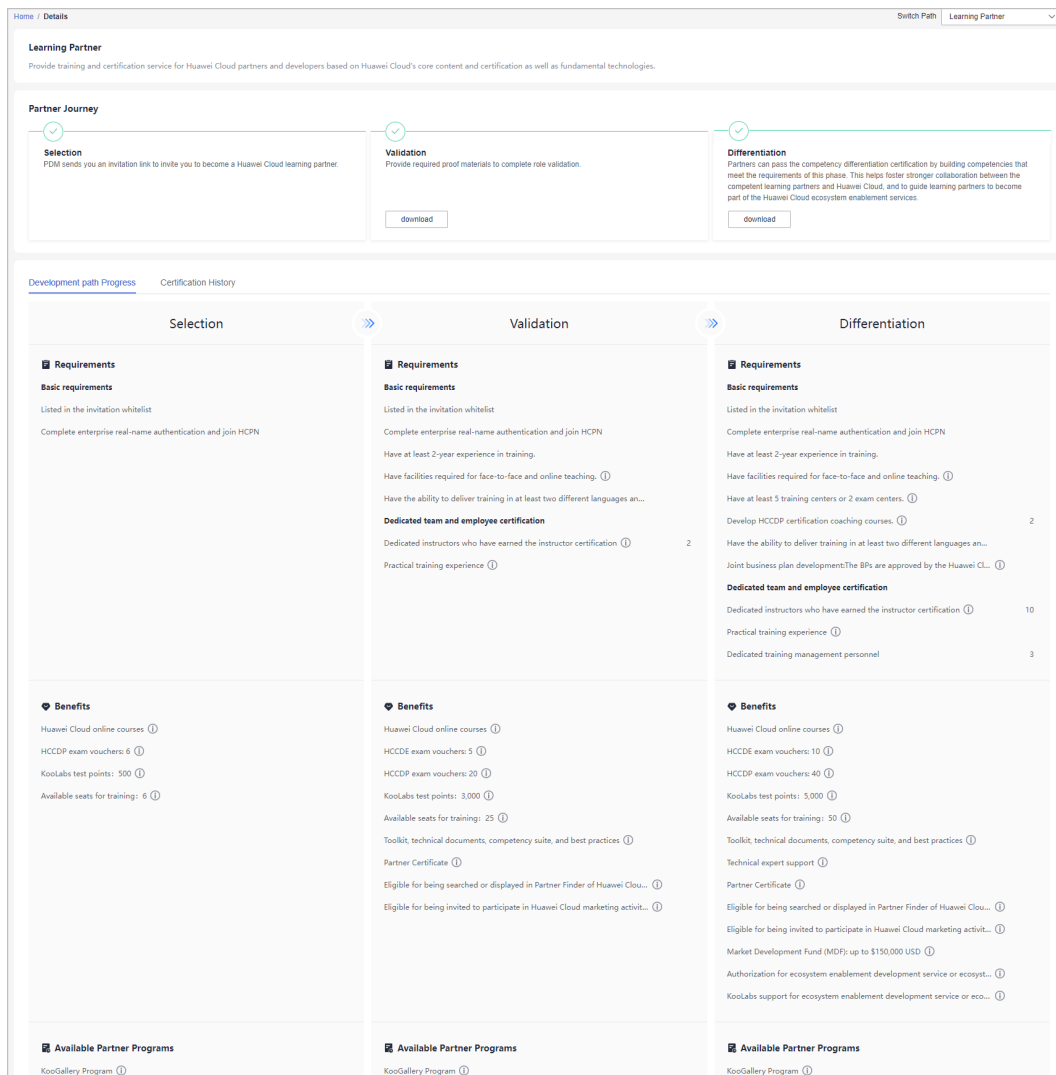 Home / Details
Switch Path Learning Partner
Learning Partner
Provide training and certification service for Huawei Cloud partners and developers based on Huawei Cloud's core content and certification as well as fundamental technologies.
Partner Journey
Selection
PDM sends you an invitation link to invite you to become a Huawei Cloud learning partner.
Validation
Provide required proof materials to complete role validation.
download
Differentiation
Partners can pass the competency differentiation certification by building competencies that
meet the requirements of this phase. This helps foster stronger collaboration between the
competent learning partners and Huawei Cloud, and to guide learning partners to become
part of the Huawei Cloud ecosystem enablement services
download
Development path Progress Certification History
Selection
Requirements
Basic requirements
Listed in the invitation whitelist
Complete enterprise real-name authentication and join HCPN
Benefits
Huawei Cloud online courses
HCCDP exam vouchers: 6
KooLabs test points: 500
Available seats for training: 6
Available Partner Programs
KooGallery Program
Validation
Requirements
Basic requirements
Listed in the invitation whitelist
Complete enterprise real-name authentication and join HCPN
Have at least 2-year experience in training.
Have facilities required for face-to-face and online teaching.
Have the ability to deliver training in at least two different languages an...
Dedicated team and employee certification
Dedicated instructors who have earned the instructor certification 2
Practical training experience
Benefits
Huawei Cloud online courses
HCCDE exam vouchers: 5
HCCDP exam vouchers: 20
KooLabs test points: 3,000
Available seats for training: 25
Toolkit, technical documents, competency suite, and best practices
Partner Certificate
Eligible for being searched or displayed in Partner Finder of Huawei Clou...
Eligible for being invited to participate in Huawei Cloud marketing activit...
Available Partner Programs
KooGallery Program
Differentiation
Requirements
Basic requirements
Listed in the invitation whitelist
Complete enterprise real-name authentication and join HCPN
Have at least 2-year experience in training.
Have facilities required for face-to-face and online teaching.
Have at least 5 training centers or 2 exam centers.
Develop HCCDP certification coaching courses. 2
Have the ability to deliver training in at least two different languages an...
Joint business plan development:The BPs are approved by the Huawei Cl...
Dedicated team and employee certification
Dedicated instructors who have earned the instructor certification 10
Practical training experience
Dedicated training management personnel 3
Benefits
Huawei Cloud online courses
HCCDE exam vouchers: 10
HCCDP exam vouchers: 40
KooLabs test points: 5,000
Available seats for training: 50
Toolkit, technical documents, competency suite, and best practices
Technical expert support
Partner Certificate
Eligible for being searched or displayed in Partner Finder of Huawei Clou...
Eligible for being invited to participate in Huawei Cloud marketing activit...
Market Development Fund (MDF): up to $150,000 USD
Authorization for ecosystem enablement development service or ecosyst...
KooLabs support for ecosystem enablement development service or eco...
Available Partner Programs
KooGallery Program